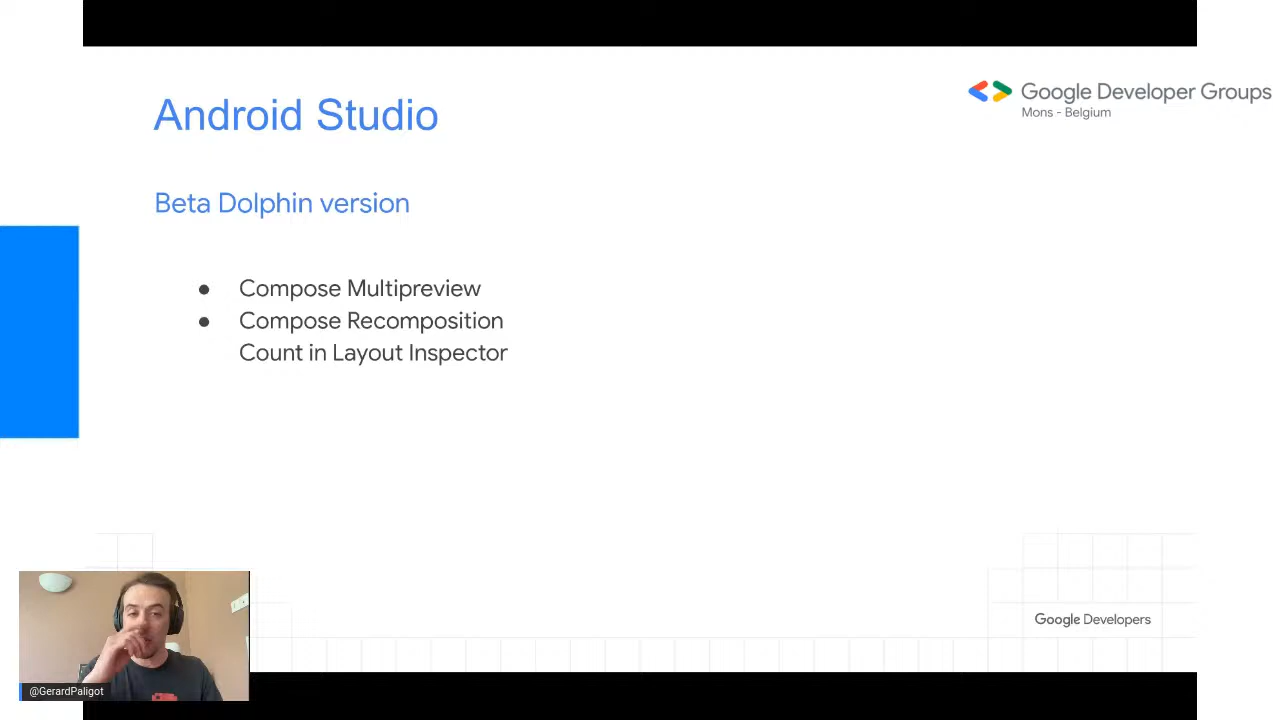 Android Studio
Google Developer Groups
Mons - Belgium
Beta Dolphin version
● Compose Multipreview
● Compose Recomposition
Count in Layout Inspector
Google Developers
@GerardPaligot